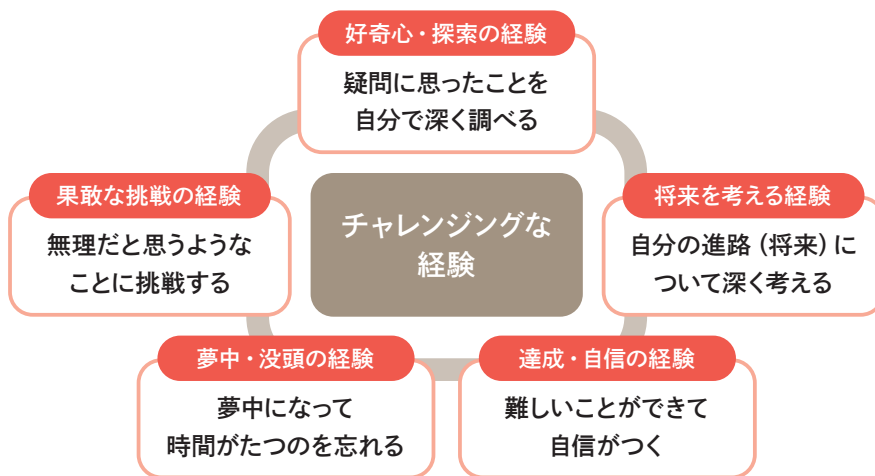 好奇心・探索の経験
疑問に思ったことを
自分で深く調べる
果敢な挑戦の経験
無理だと思うような
ことに挑戦する
チャレンジングな
経験
将来を考える経験
自分の進路（将来）に
ついて深く考える
夢中・没頭の経験
夢中になって
時間がたつのを忘れる
達成・自信の経験
難しいことができて
自信がつく